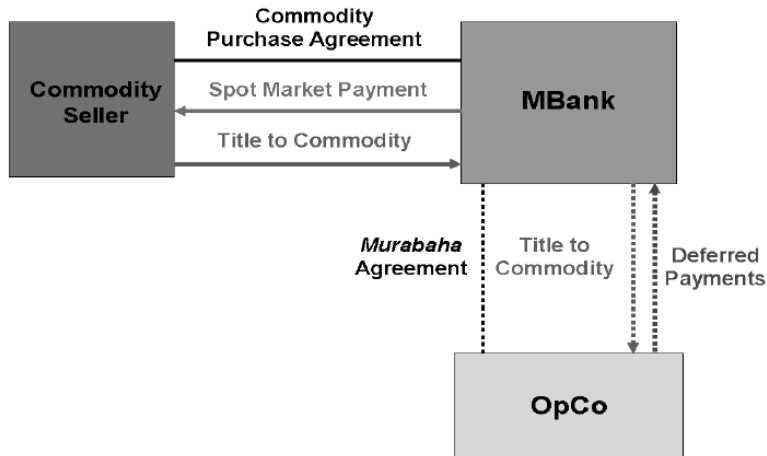 Commodity
Purchase Agreement
Commodity
Seller
Spot Market Payment
MBank
Title to Commodity
Murabaha
Agreement
Title to
Commodity
Deferred
Payments
OpCo